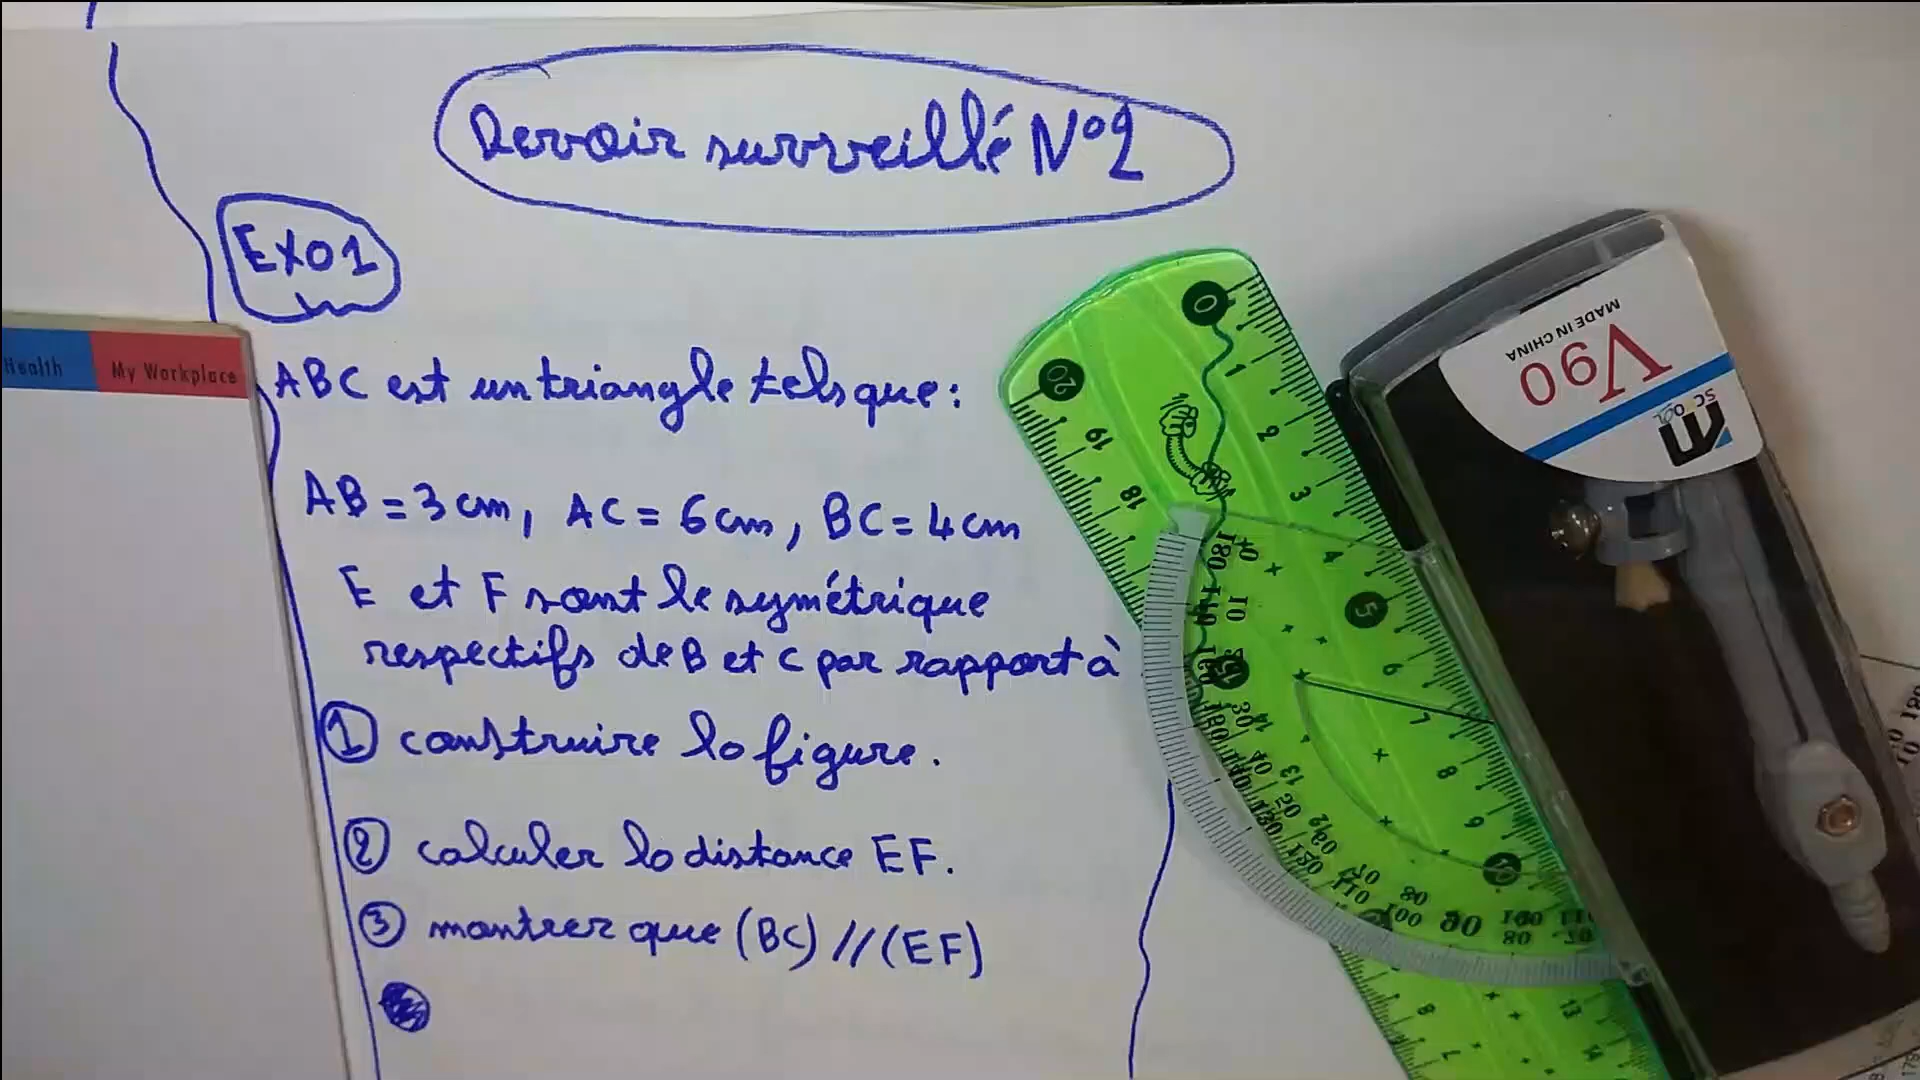 Devoir survveillé N°2
EXO1
Health My Workplace
ABC est un triangle tels que :
AB = 3 cm, AC = 6 cm, BC = 4 cm
E et F sont le symétrique
respectifs de B et C par rapport à
① construire la figure.
② calculer la distance EF.
③ montrer que (BC) // (EF)
V90
MADE IN CHINA